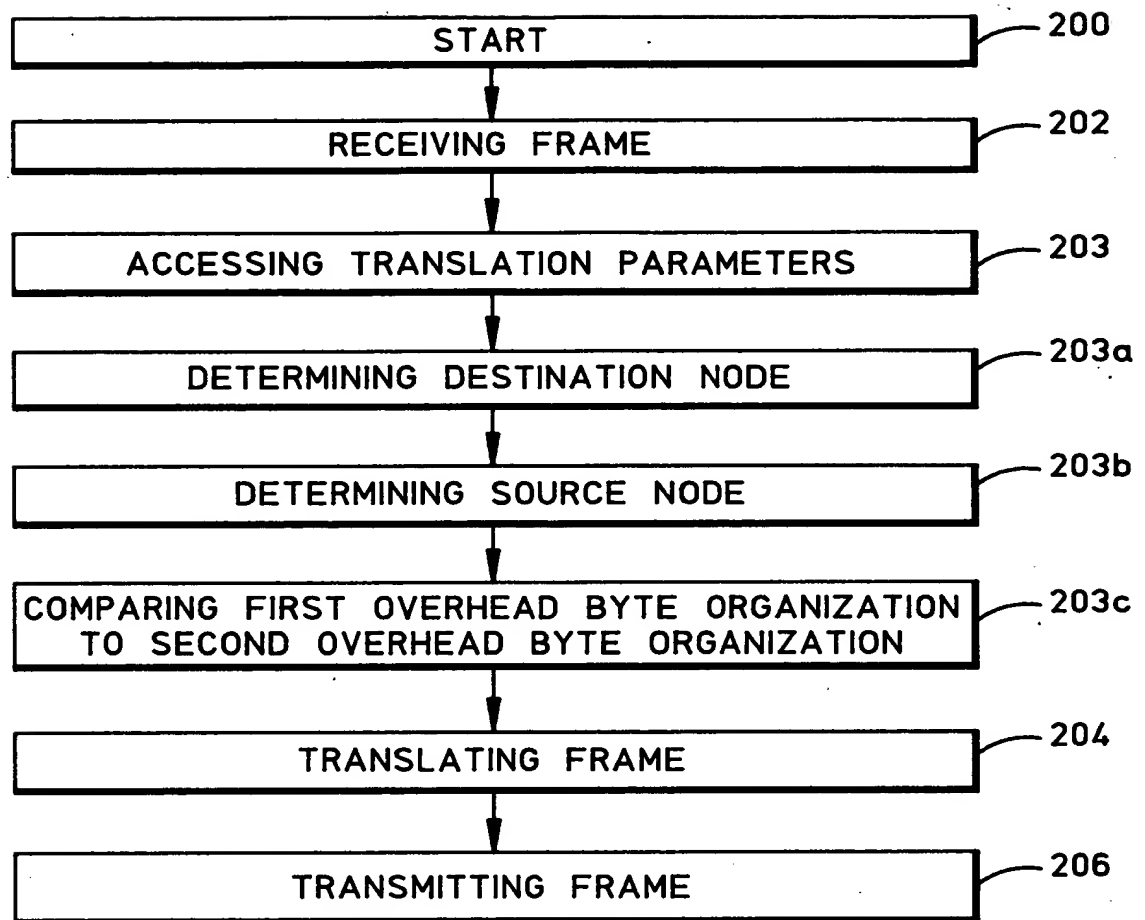 START
200
RECEIVING FRAME
202
ACCESSING TRANSLATION PARAMETERS
203
DETERMINING DESTINATION NODE
203a
DETERMINING SOURCE NODE
203b
COMPARING FIRST OVERHEAD BYTE ORGANIZATION
TO SECOND OVERHEAD BYTE ORGANIZATION
203c
TRANSLATING FRAME
204
TRANSMITTING FRAME
206